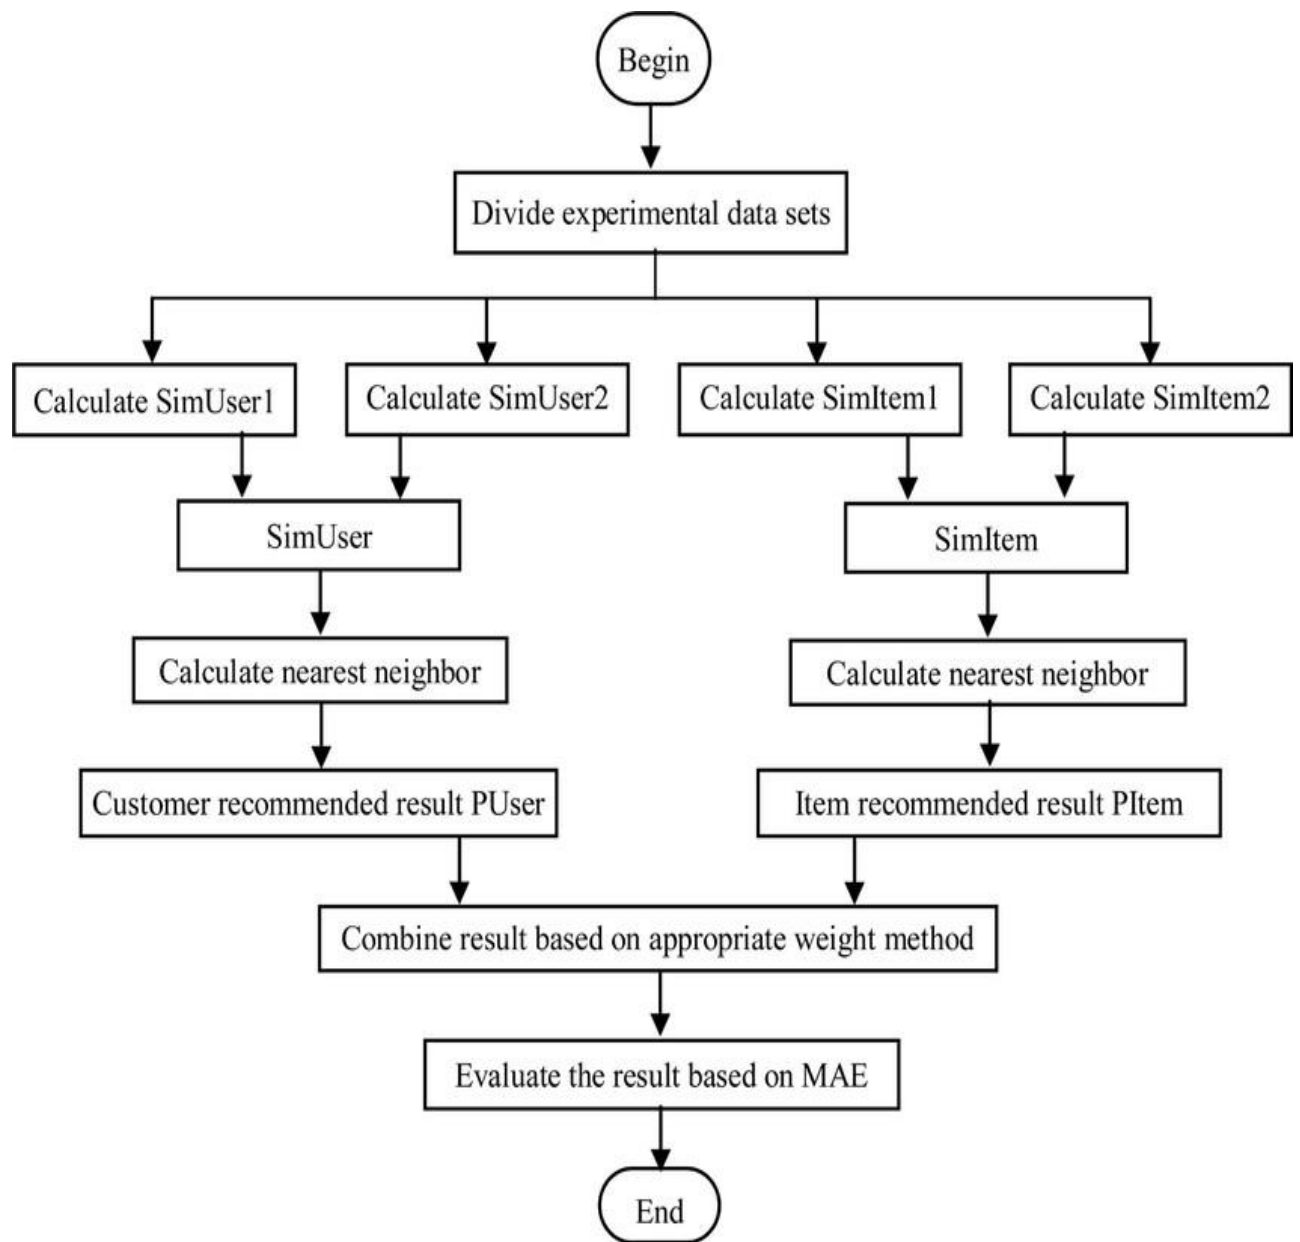 Begin
Divide experimental data sets
Calculate SimUser1
Calculate SimUser2
Calculate SimItem1
Calculate SimItem2
SimUser
SimItem
Calculate nearest neighbor
Calculate nearest neighbor
Customer recommended result PUser
Item recommended result PItem
Combine result based on appropriate weight method
Evaluate the result based on MAE
End